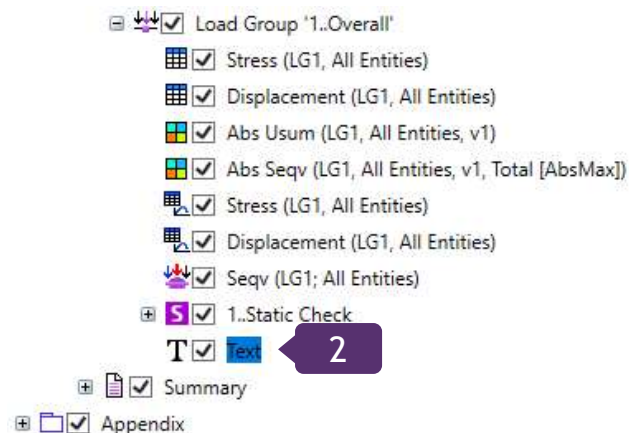 Load Group '1..Overall'
Stress (LG1, All Entities)
Displacement (LG1, All Entities)
Abs Usum (LG1, All Entities, v1)
Abs Seqv (LG1, All Entities, v1, Total [AbsMax])
Stress (LG1, All Entities)
Displacement (LG1, All Entities)
Seqv (LG1; All Entities)
S 1..Static Check
T Text 2
Summary
Appendix